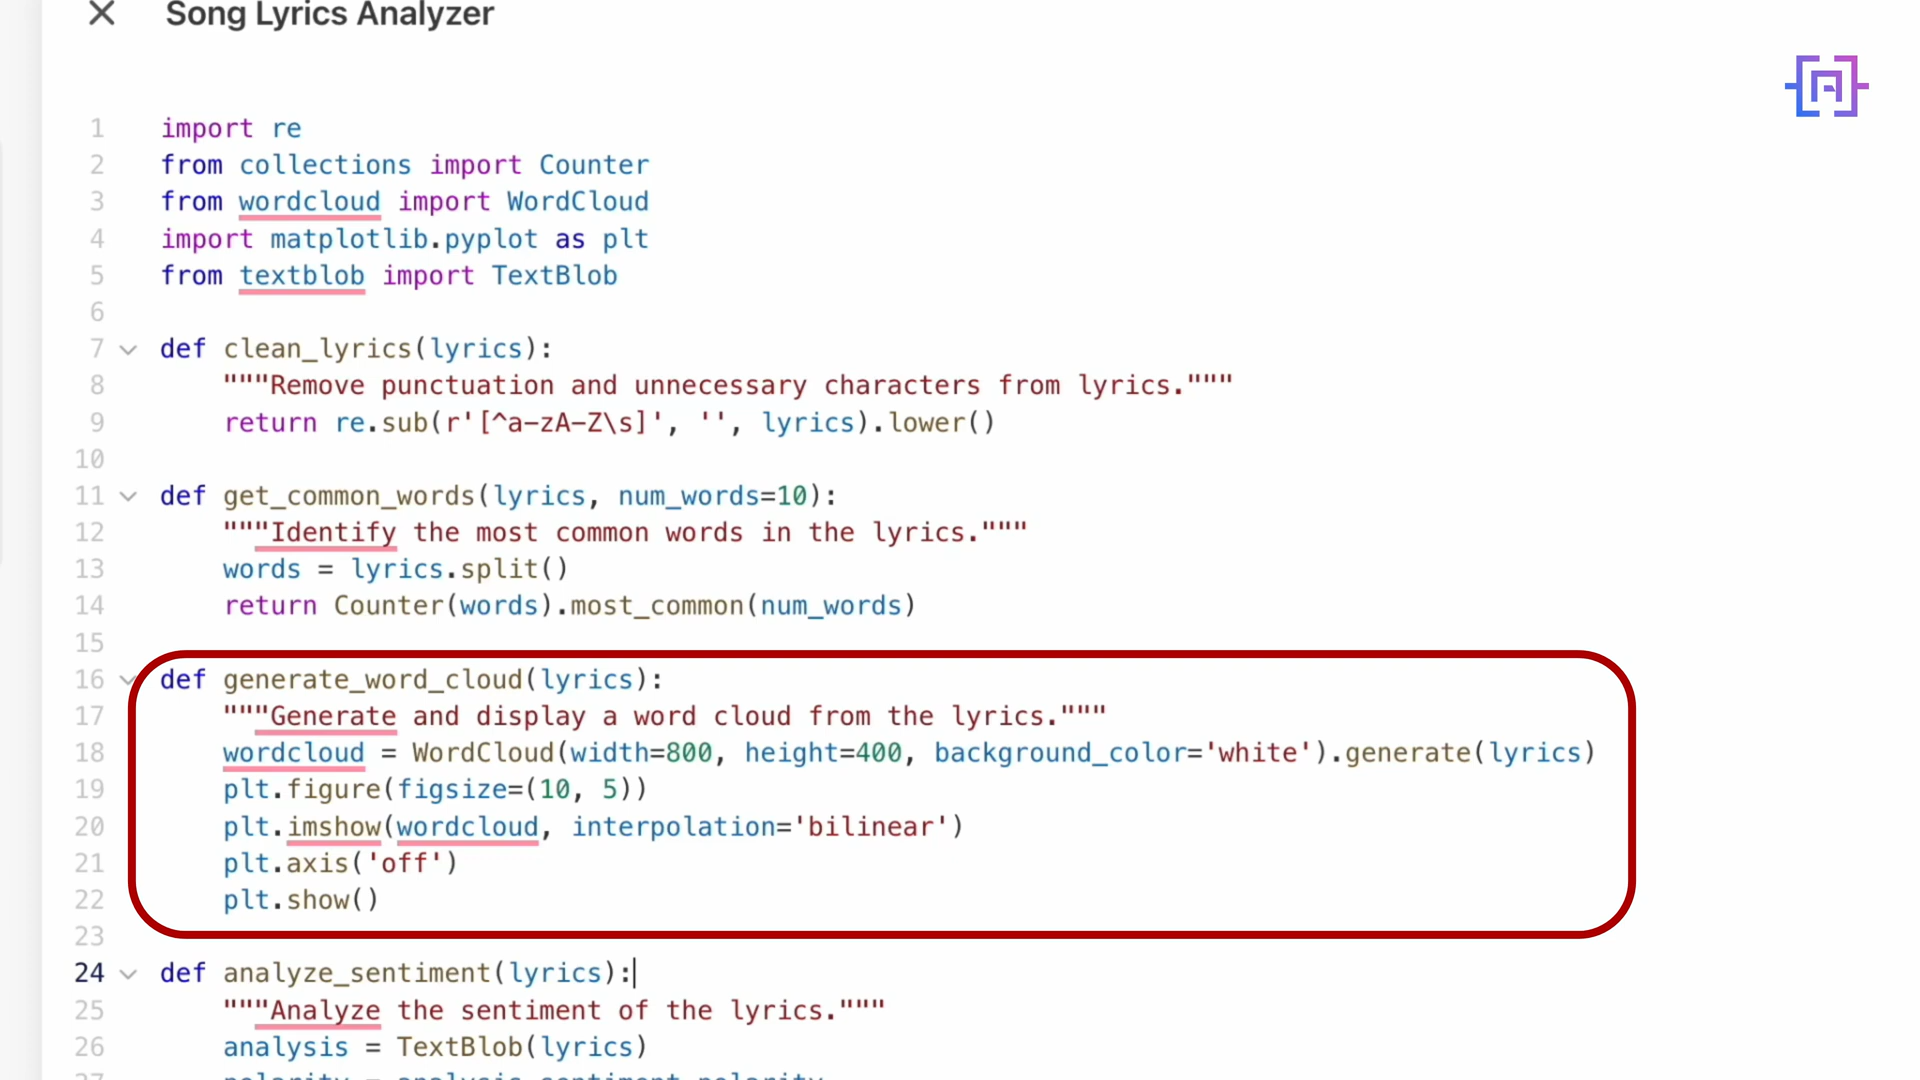 Song Lyrics Analyzer
1 import re
2 from collections import Counter
3 from wordcloud import WordCloud
4 import matplotlib.pyplot as plt
5 from textblob import TextBlob
6
7 def clean_lyrics(lyrics):
8 """Remove punctuation and unnecessary characters from lyrics."""
9 return re.sub(r'[^a-zA-Z\s]', '', lyrics).lower()
10
11 def get_common_words(lyrics, num_words=10):
12 """Identify the most common words in the lyrics."""
13 words = lyrics.split()
14 return Counter(words).most_common(num_words)
15
16 def generate_word_cloud(lyrics):
17 """Generate and display a word cloud from the lyrics."""
18 wordcloud = WordCloud(width=800, height=400, background_color='white').generate(lyrics)
19 plt.figure(figsize=(10, 5))
20 plt.imshow(wordcloud, interpolation='bilinear')
21 plt.axis('off')
22 plt.show()
23
24 def analyze_sentiment(lyrics):
25 """Analyze the sentiment of the lyrics."""
26 analysis = TextBlob(lyrics)
27 polarity = analysis.sentiment.polarity